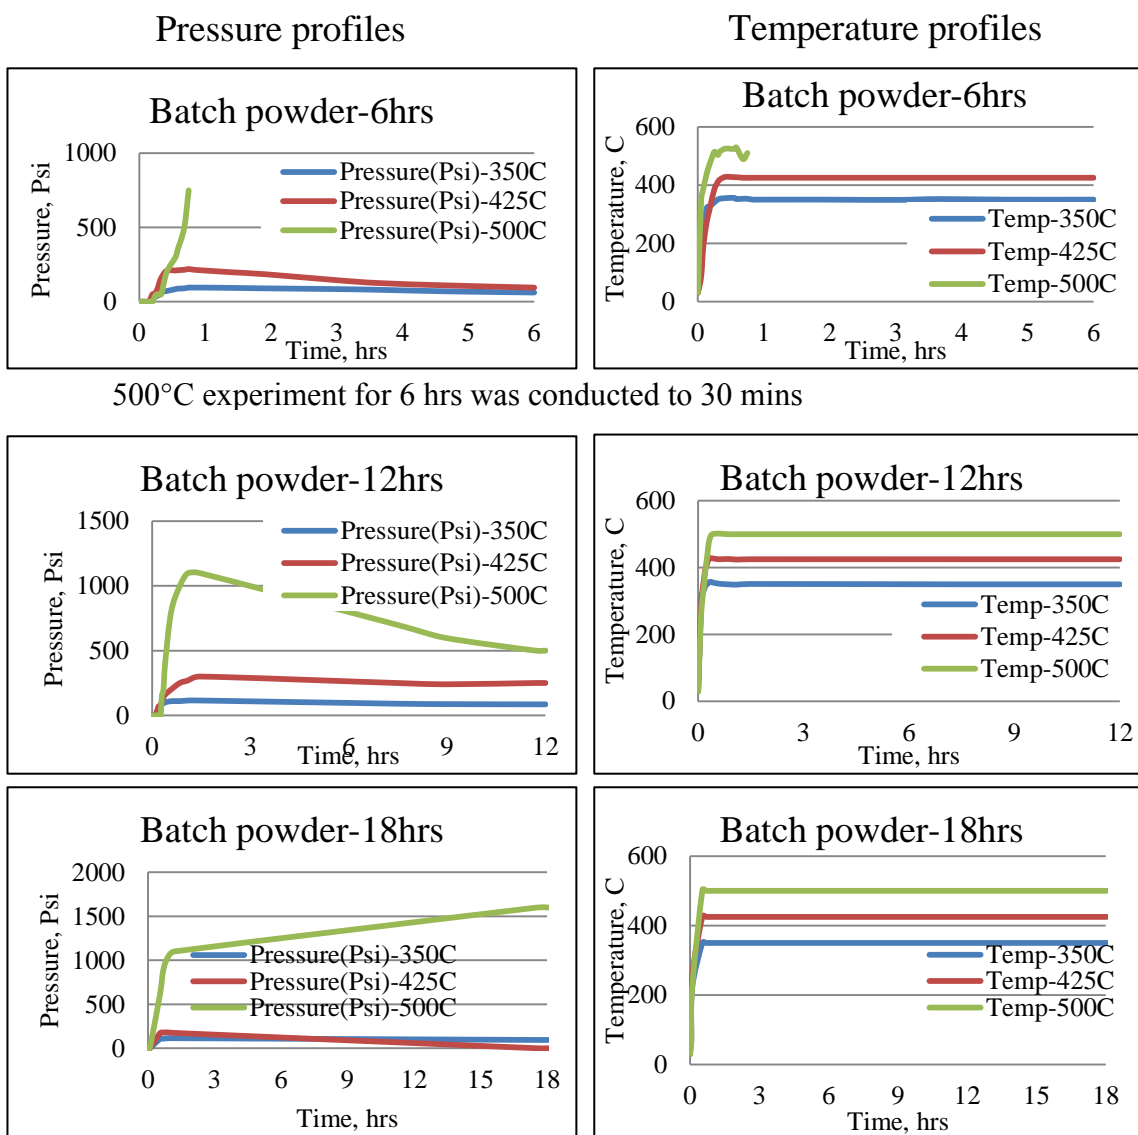 Pressure profiles
Temperature profiles
Batch powder-6hrs
Pressure, Psi
1000
500
0
Pressure(Psi)-350C
Pressure(Psi)-425C
Pressure(Psi)-500C
0 1 2 3 4 5 6
Time, hrs
Batch powder-6hrs
Temperature, C
600
400
200
0
Temp-350C
Temp-425C
Temp-500C
0 1 2 3 4 5 6
Time, hrs
500°C experiment for 6 hrs was conducted to 30 mins
Batch powder-12hrs
Pressure, Psi
1500
1000
500
0
Pressure(Psi)-350C
Pressure(Psi)-425C
Pressure(Psi)-500C
0 3 6 9 12
Time, hrs
Batch powder-12hrs
Temperature, C
600
400
200
0
Temp-350C
Temp-425C
Temp-500C
0 3 6 9 12
Time, hrs
Batch powder-18hrs
Pressure, Psi
2000
1500
1000
500
0
Pressure(Psi)-350C
Pressure(Psi)-425C
Pressure(Psi)-500C
0 3 6 9 12 15 18
Time, hrs
Batch powder-18hrs
Temperature, C
600
400
200
0
Temp-350C
Temp-425C
Temp-500C
0 3 6 9 12 15 18
Time, hrs